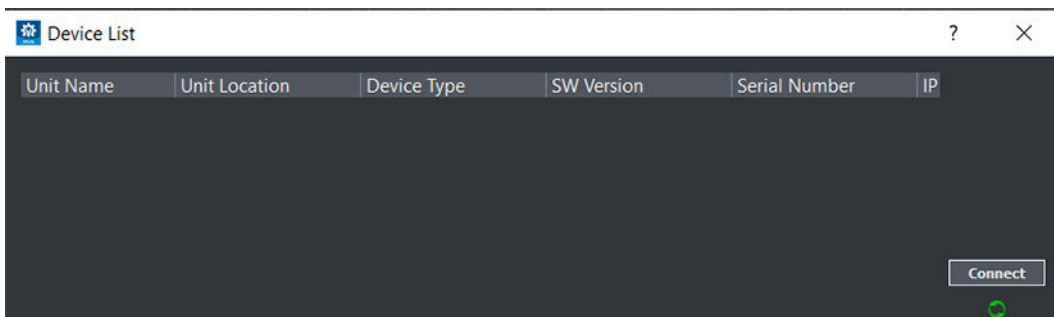 Device List ?
Unit Name Unit Location Device Type SW Version Serial Number IP
Connect